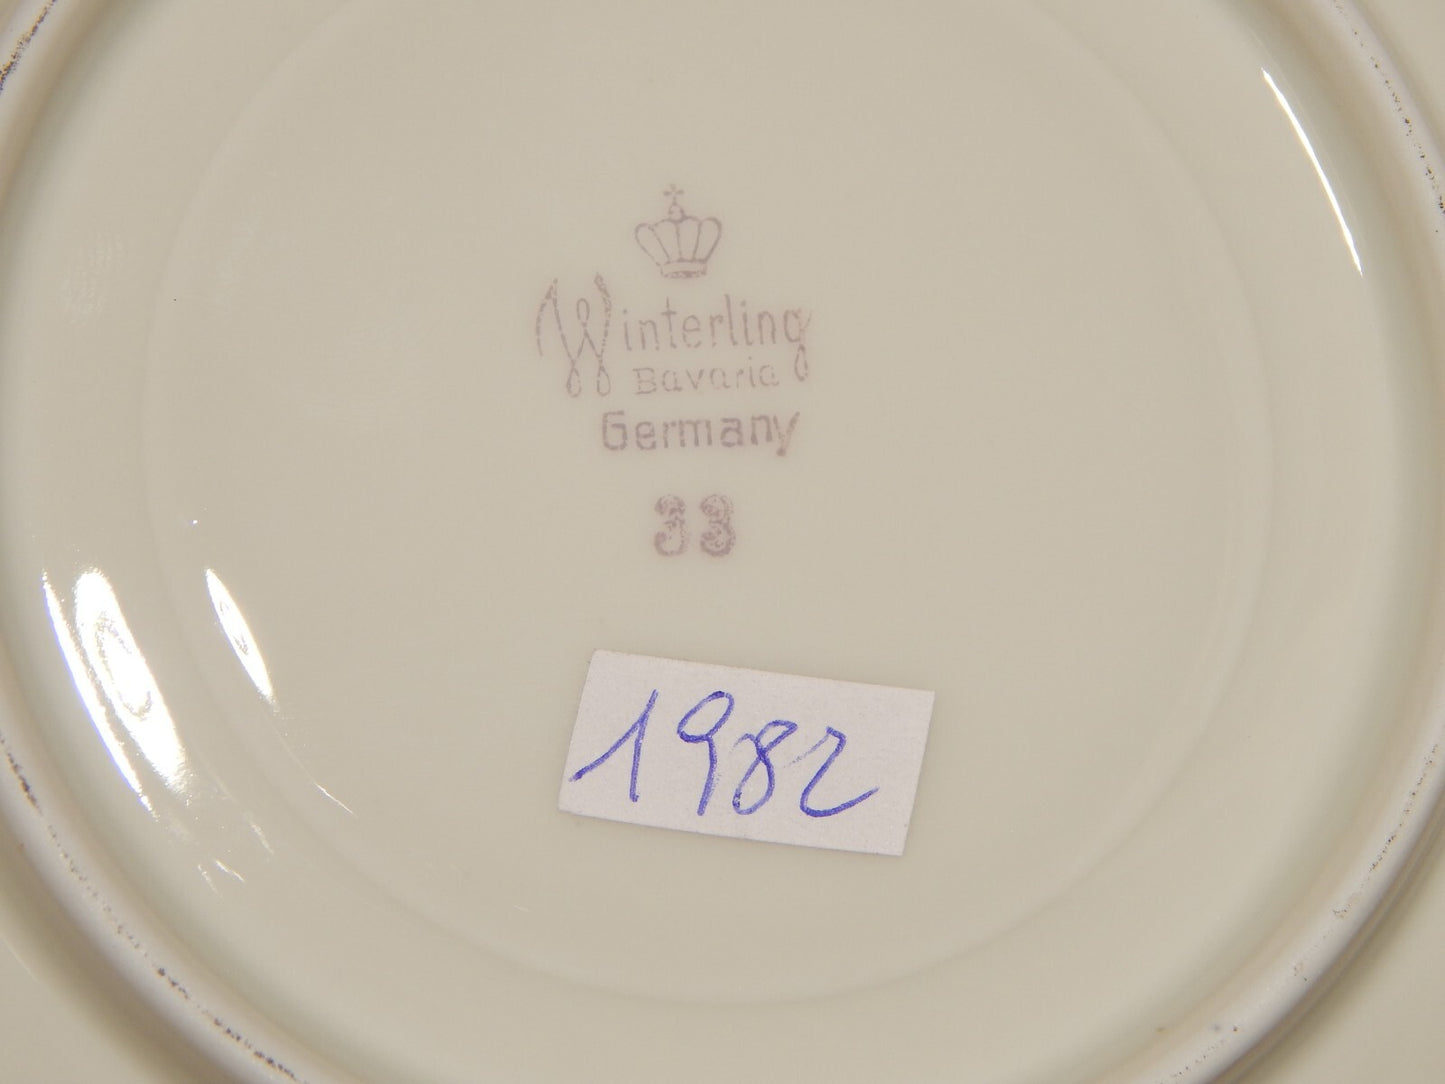 Winterling
Bavaria
Germany
33
1982